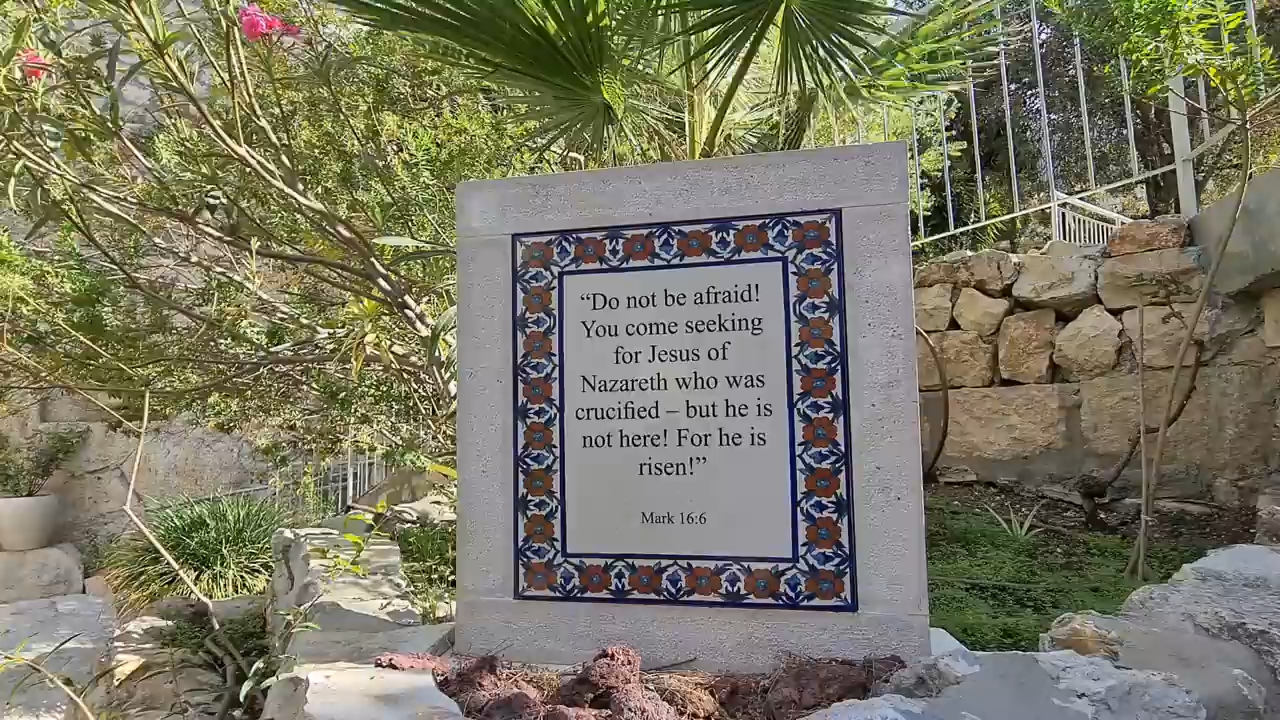 “Do not be afraid!
You come seeking
for Jesus of
Nazareth who was
crucified – but he is
not here! For he is
risen!”
Mark 16:6